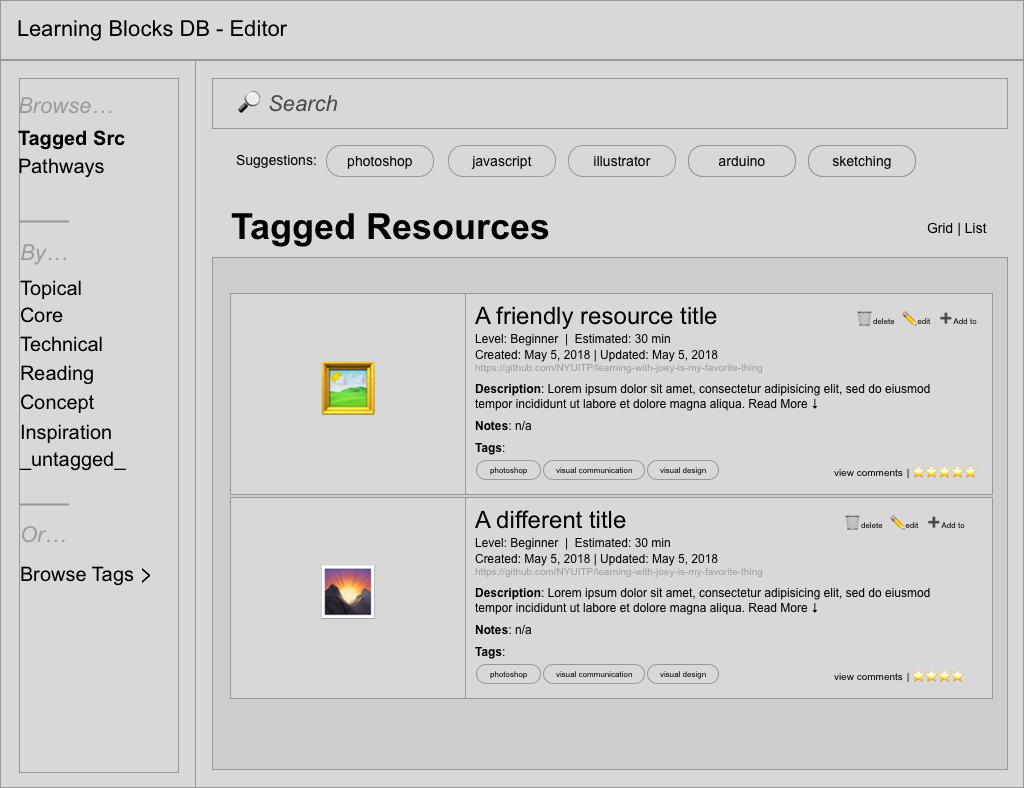 Learning Blocks DB - Editor
Browse…
Tagged Src
Pathways
By…
Topical
Core
Technical
Reading
Concept
Inspiration
_untagged_
Or…
Browse Tags >
Search
Suggestions: photoshop javascript illustrator arduino sketching
Tagged Resources
Grid | List
A friendly resource title
delete edit Add to
Level: Beginner | Estimated: 30 min
Created: May 5, 2018 | Updated: May 5, 2018
https://github.com/NYUITP/learning-with-joey-is-my-favorite-thing
Description: Lorem ipsum dolor sit amet, consectetur adipisicing elit, sed do eiusmod
tempor incididunt ut labore et dolore magna aliqua. Read More ↓
Notes: n/a
Tags:
photoshop visual communication visual design
view comments | ⭐⭐⭐⭐⭐
A different title
delete edit Add to
Level: Beginner | Estimated: 30 min
Created: May 5, 2018 | Updated: May 5, 2018
https://github.com/NYUITP/learning-with-joey-is-my-favorite-thing
Description: Lorem ipsum dolor sit amet, consectetur adipisicing elit, sed do eiusmod
tempor incididunt ut labore et dolore magna aliqua. Read More ↓
Notes: n/a
Tags:
photoshop visual communication visual design
view comments | ⭐⭐⭐⭐